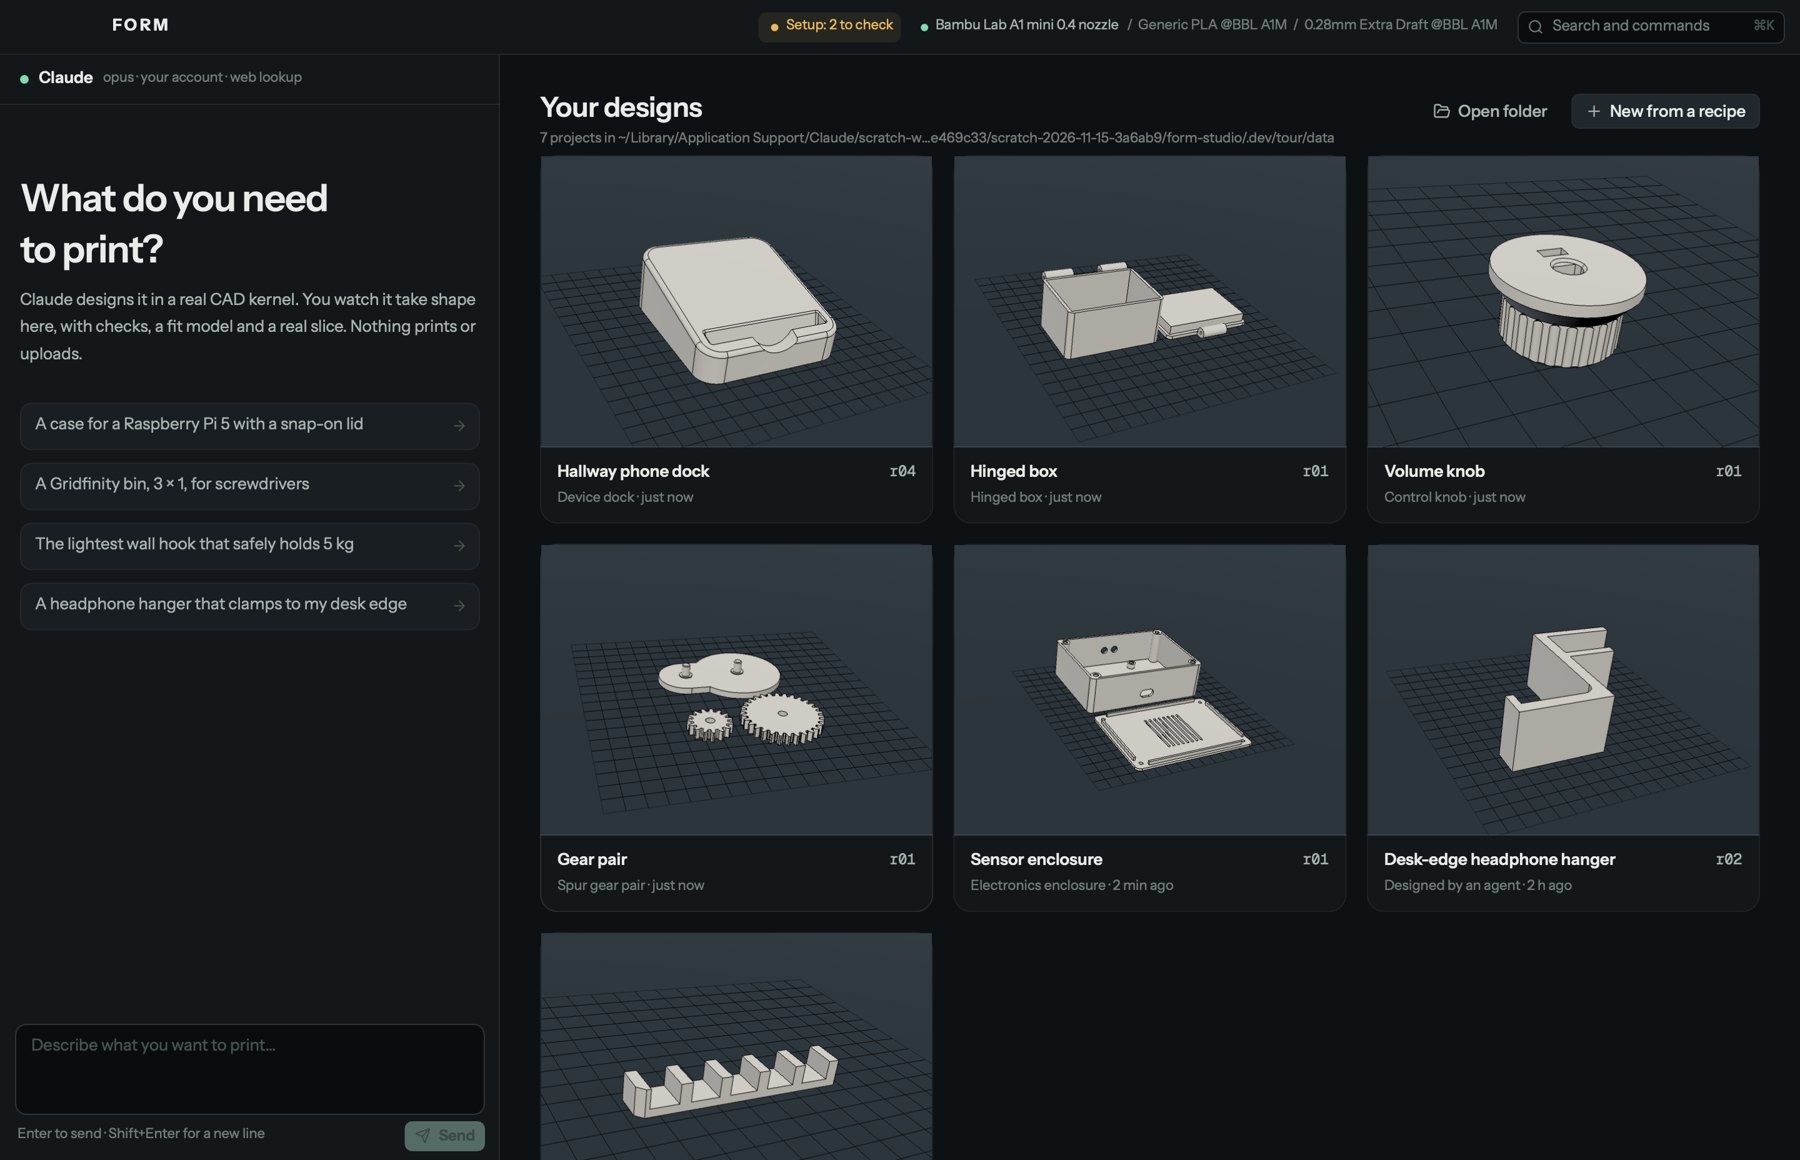 FORM
Setup: 2 to check
Bambu Lab A1 mini 0.4 nozzle / Generic PLA @BBL A1M / 0.28mm Extra Draft @BBL A1M
Search and commands ⌘K
Claude opus · your account · web lookup
What do you need
to print?
Claude designs it in a real CAD kernel. You watch it take shape
here, with checks, a fit model and a real slice. Nothing prints or
uploads.
A case for a Raspberry Pi 5 with a snap-on lid
A Gridfinity bin, 3 × 1, for screwdrivers
The lightest wall hook that safely holds 5 kg
A headphone hanger that clamps to my desk edge
Describe what you want to print...
Enter to send · Shift+Enter for a new line
Send
Your designs
7 projects in ~/Library/Application Support/Claude/scratch-w...e469c33/scratch-2026-11-15-3a6ab9/form-studio/.dev/tour/data
Open folder
New from a recipe
Hallway phone dock r04
Device dock · just now
Hinged box r01
Hinged box · just now
Volume knob r01
Control knob · just now
Gear pair r01
Spur gear pair · just now
Sensor enclosure r01
Electronics enclosure · 2 min ago
Desk-edge headphone hanger r02
Designed by an agent · 2 h ago